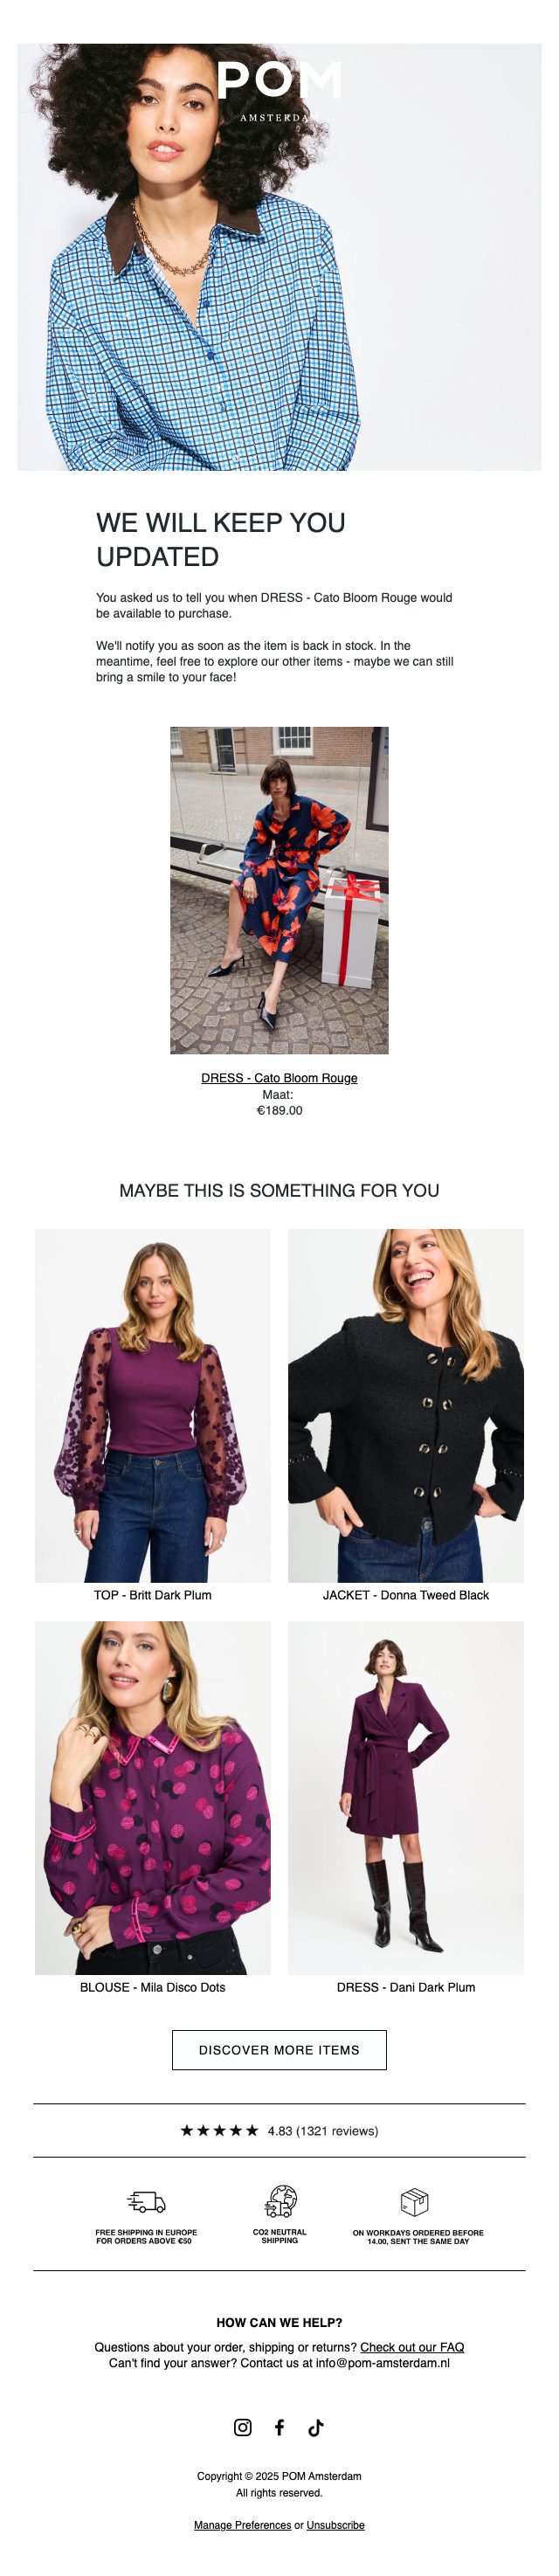 POM
AMSTERDA
WE WILL KEEP YOU
UPDATED
You asked us to tell you when DRESS - Cato Bloom Rouge would
be available to purchase.
We'll notify you as soon as the item is back in stock. In the
meantime, feel free to explore our other items - maybe we can still
bring a smile to your face!
DRESS - Cato Bloom Rouge
Maat:
€189.00
MAYBE THIS IS SOMETHING FOR YOU
TOP - Britt Dark Plum
JACKET - Donna Tweed Black
BLOUSE - Mila Disco Dots
DRESS - Dani Dark Plum
DISCOVER MORE ITEMS
★★★★★ 4.83 (1321 reviews)
FREE SHIPPING IN EUROPE
FOR ORDERS ABOVE €50
CO2 NEUTRAL
SHIPPING
ON WORKDAYS ORDERED BEFORE
14.00, SENT THE SAME DAY
HOW CAN WE HELP?
Questions about your order, shipping or returns? Check out our FAQ
Can't find your answer? Contact us at info@pom-amsterdam.nl
Copyright © 2025 POM Amsterdam
All rights reserved.
Manage Preferences or Unsubscribe